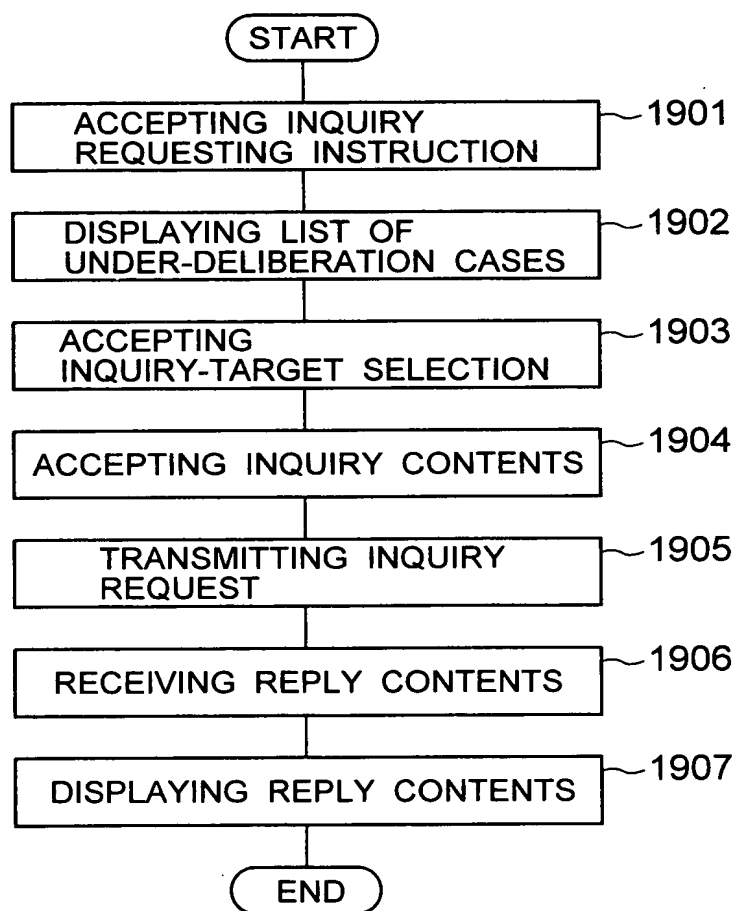 START
ACCEPTING INQUIRY
REQUESTING INSTRUCTION
1901
DISPLAYING LIST OF
UNDER-DELIBERATION CASES
1902
ACCEPTING
INQUIRY-TARGET SELECTION
1903
ACCEPTING INQUIRY CONTENTS
1904
TRANSMITTING INQUIRY
REQUEST
1905
RECEIVING REPLY CONTENTS
1906
DISPLAYING REPLY CONTENTS
1907
END